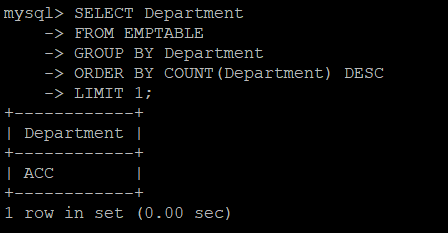 mysql> SELECT Department
    -> FROM EMPTABLE
    -> GROUP BY Department
    -> ORDER BY COUNT(Department) DESC
    -> LIMIT 1;
+------------+
| Department |
+------------+
| ACC        |
+------------+
1 row in set (0.00 sec)